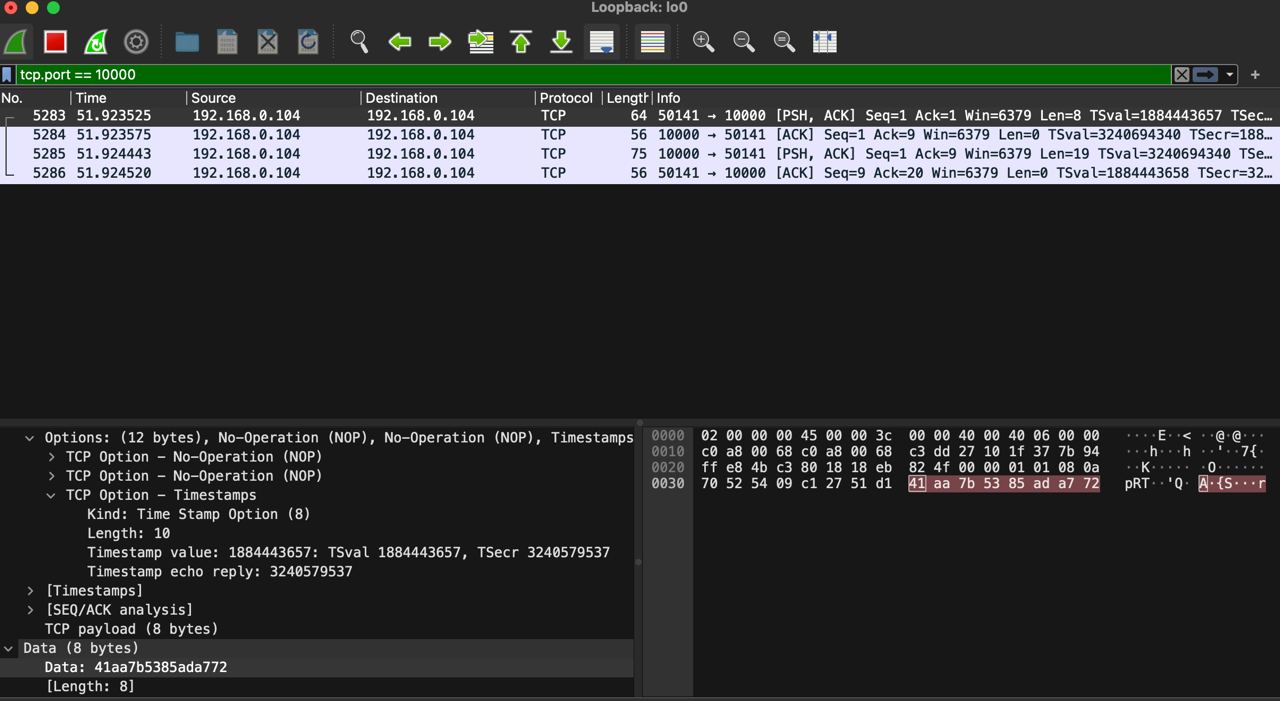 Loopback: lo0
tcp.port == 10000
No. Time Source Destination Protocol Length Info
5283 51.923525 192.168.0.104 192.168.0.104 TCP 64 50141 → 10000 [PSH, ACK] Seq=1 Ack=1 Win=6379 Len=8 TSval=1884443657 TSec…
5284 51.923575 192.168.0.104 192.168.0.104 TCP 56 10000 → 50141 [ACK] Seq=1 Ack=9 Win=6379 Len=0 TSval=3240694340 TSecr=188…
5285 51.924443 192.168.0.104 192.168.0.104 TCP 75 10000 → 50141 [PSH, ACK] Seq=1 Ack=9 Win=6379 Len=19 TSval=3240694340 TSe…
5286 51.924520 192.168.0.104 192.168.0.104 TCP 56 50141 → 10000 [ACK] Seq=9 Ack=20 Win=6379 Len=0 TSval=1884443658 TSecr=32…
Options: (12 bytes), No-Operation (NOP), No-Operation (NOP), Timestamps
TCP Option - No-Operation (NOP)
TCP Option - No-Operation (NOP)
TCP Option - Timestamps
Kind: Time Stamp Option (8)
Length: 10
Timestamp value: 1884443657: TSval 1884443657, TSecr 3240579537
Timestamp echo reply: 3240579537
[Timestamps]
[SEQ/ACK analysis]
TCP payload (8 bytes)
Data (8 bytes)
Data: 41aa7b5385ada772
[Length: 8]
0000 02 00 00 00 45 00 00 3c 00 00 40 00 40 06 00 00 ····E··< ··@·@···
0010 c0 a8 00 68 c0 a8 00 68 c3 dd 27 10 1f 37 7b 94 ···h···h ··'··7{·
0020 ff e8 4b c3 80 18 18 eb 82 4f 00 00 01 01 08 0a ··K····· ·O······
0030 70 52 54 09 c1 27 51 d1 41 aa 7b 53 85 ad a7 72 pRT··'Q· A·{S···r